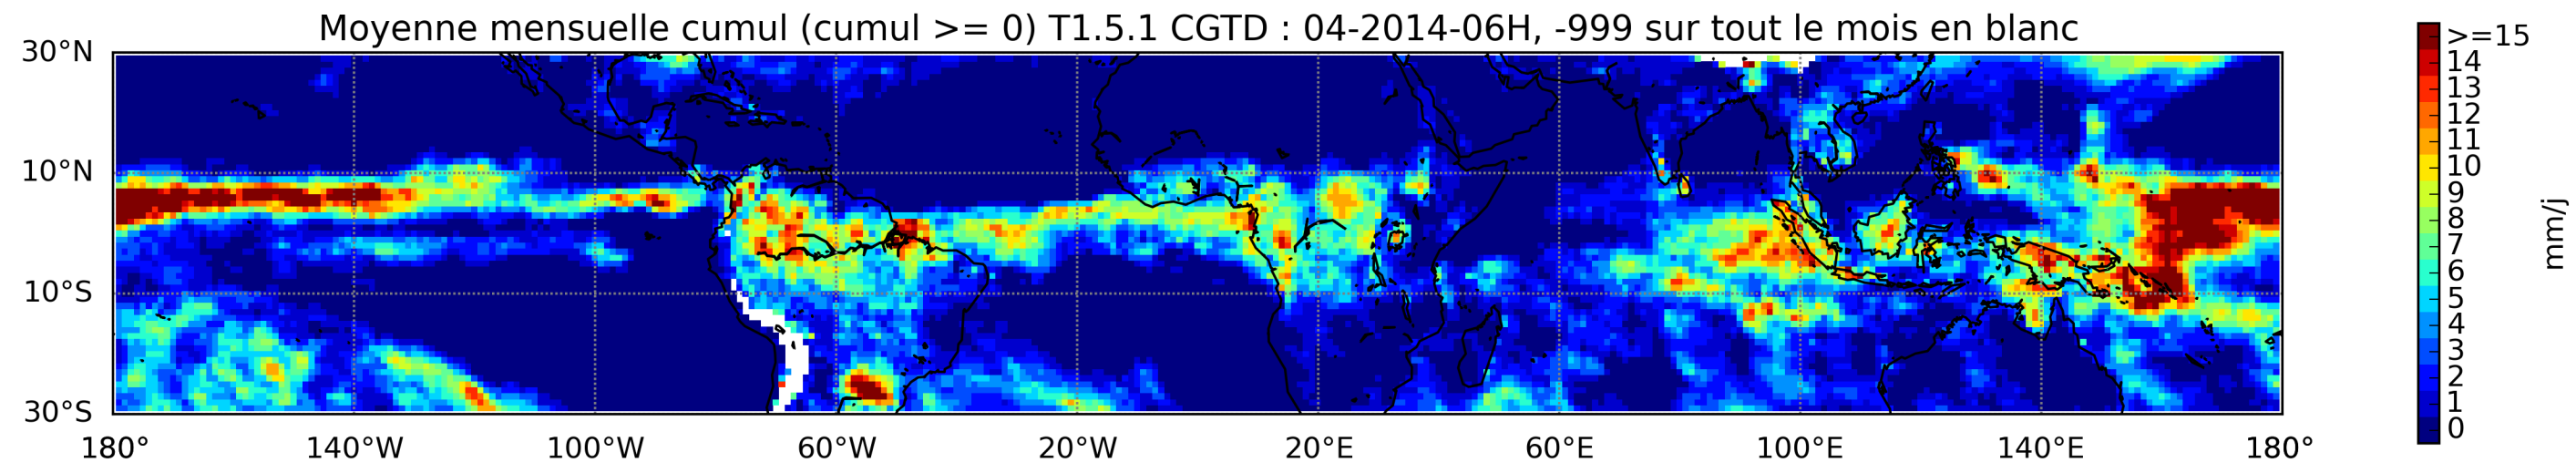 Moyenne mensuelle cumul (cumul >= 0) T1.5.1 CGTD : 04-2014-06H, -999 sur tout le mois en blanc
30°N
10°N
10°S
30°S
180°
140°W
100°W
60°W
20°W
20°E
60°E
100°E
140°E
180°
>=15
14
13
12
11
10
9
8
7
6
5
4
3
2
1
0
mm/j